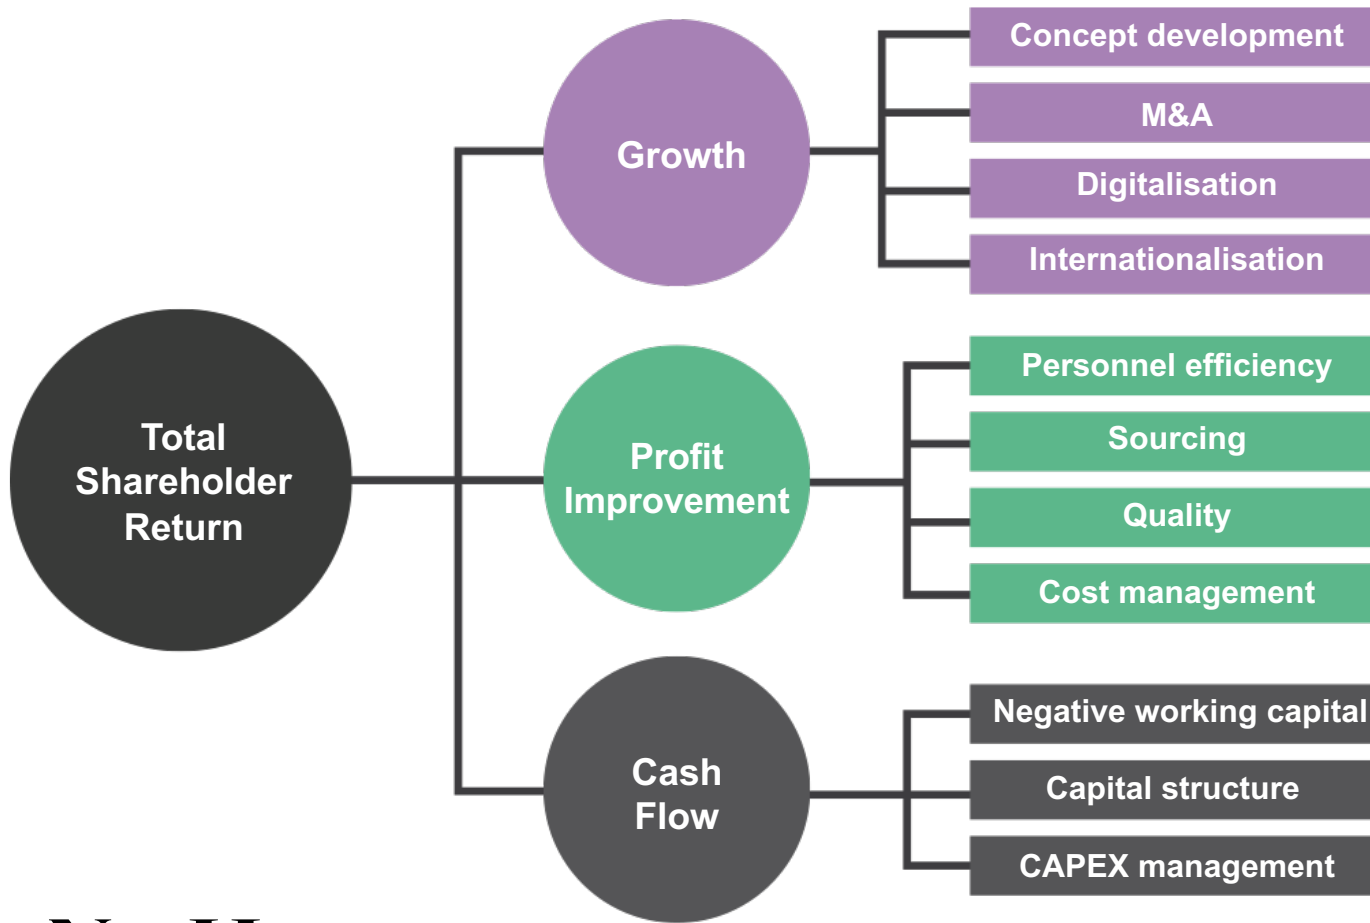 Total
Shareholder
Return
Growth
Concept development
M&A
Digitalisation
Internationalisation
Profit
Improvement
Personnel efficiency
Sourcing
Quality
Cost management
Cash
Flow
Negative working capital
Capital structure
CAPEX management